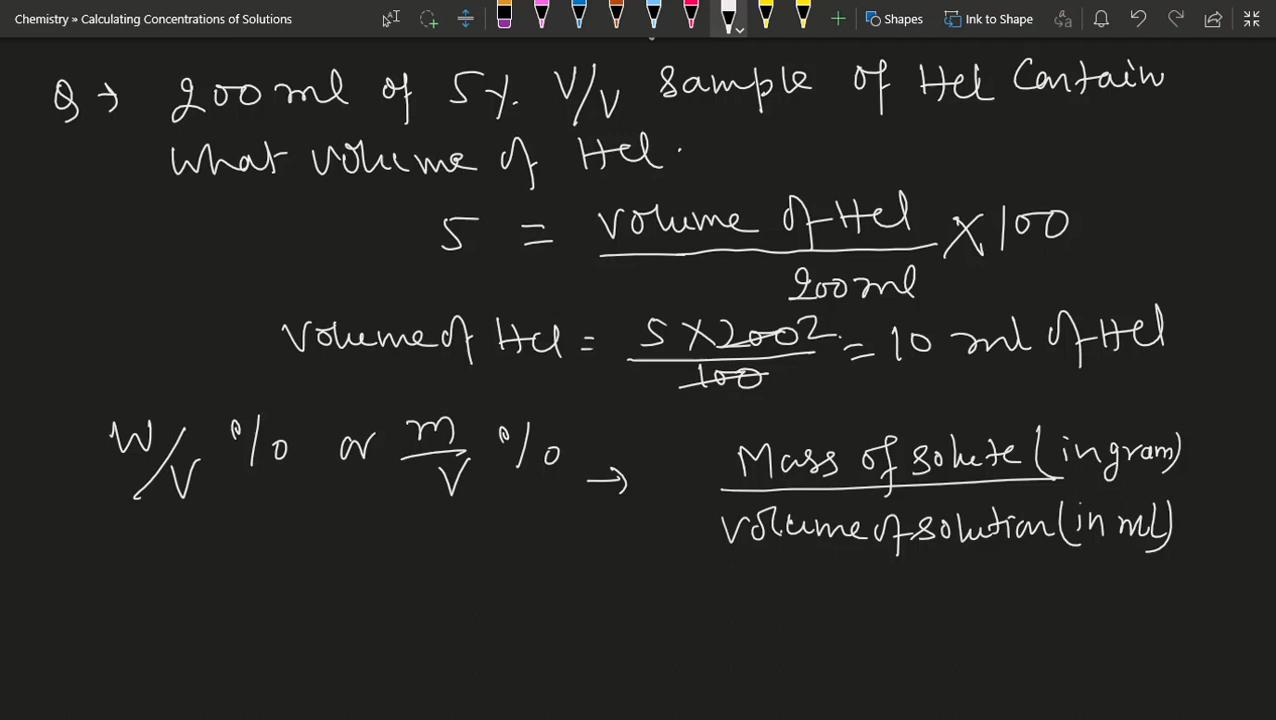 Chemistry » Calculating Concentrations of Solutions
Shapes
Ink to Shape
Q → 200 ml of 5% V/V sample of Hcl Contain
what volume of Hcl.
5 = volume of Hcl / 200 ml × 100
Volume of Hcl = 5 × 200 2 / 100 = 10 ml of Hcl
W/V % or m/V % → Mass of solute (in gram) / volume of solution (in ml)